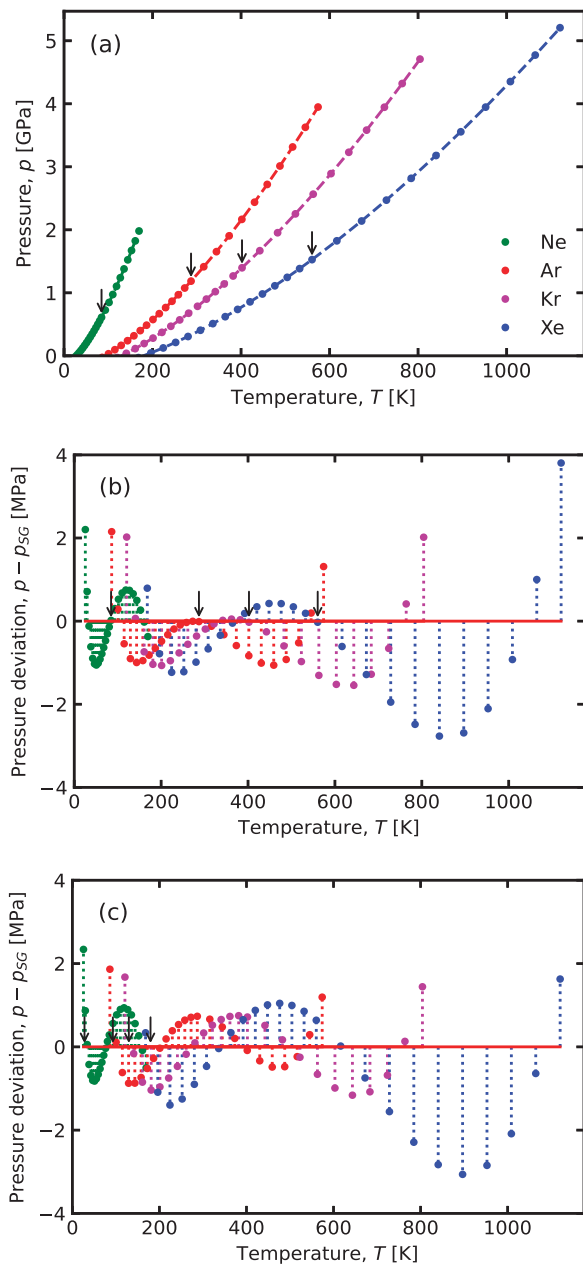 (a)
Pressure, p [GPa]
5
4
3
2
1
0
Ne
Ar
Kr
Xe
0 200 400 600 800 1000
Temperature, T [K]
(b)
Pressure deviation, p − pSG [MPa]
4
2
0
−2
−4
0 200 400 600 800 1000
Temperature, T [K]
(c)
Pressure deviation, p − pSG [MPa]
4
2
0
−2
−4
0 200 400 600 800 1000
Temperature, T [K]